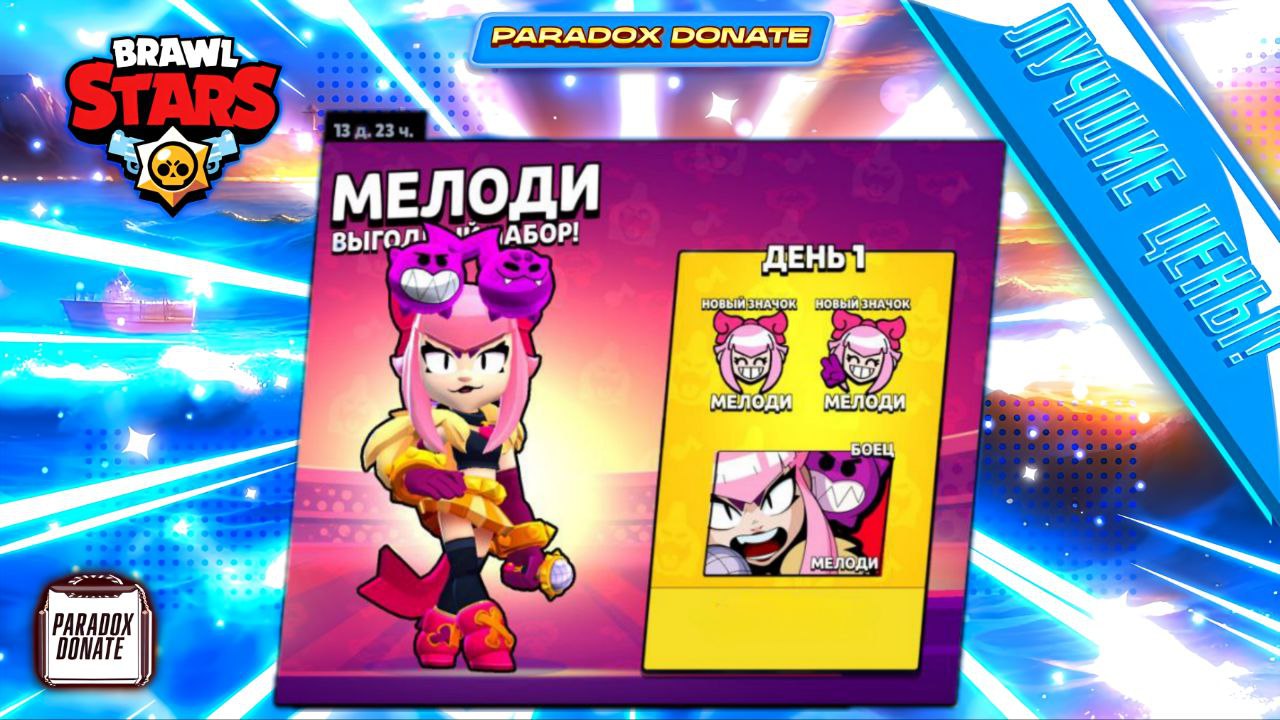 BRAWL
STARS
PARADOX DONATE
ЛУЧШИЕ ЦЕНЫ!
13 д. 23 ч.
МЕЛОДИ
ДЕНЬ 1
НОВЫЙ ЗНАЧОК
НОВЫЙ ЗНАЧОК
МЕЛОДИ
МЕЛОДИ
БОЕЦ
МЕЛОДИ
PARADOX
DONATE